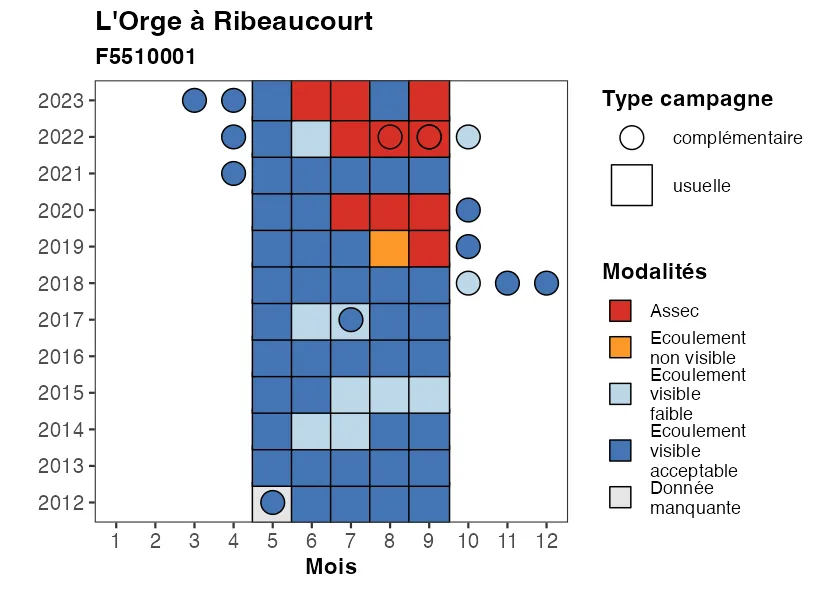 L'Orge à Ribeaucourt
F5510001
2023
2022
2021
2020
2019
2018
2017
2016
2015
2014
2013
2012
1 2 3 4 5 6 7 8 9 10 11 12
Mois
Type campagne
complémentaire
usuelle
Modalités
Assec
Ecoulement
non visible
Ecoulement
visible
faible
Ecoulement
visible
acceptable
Donnée
manquante